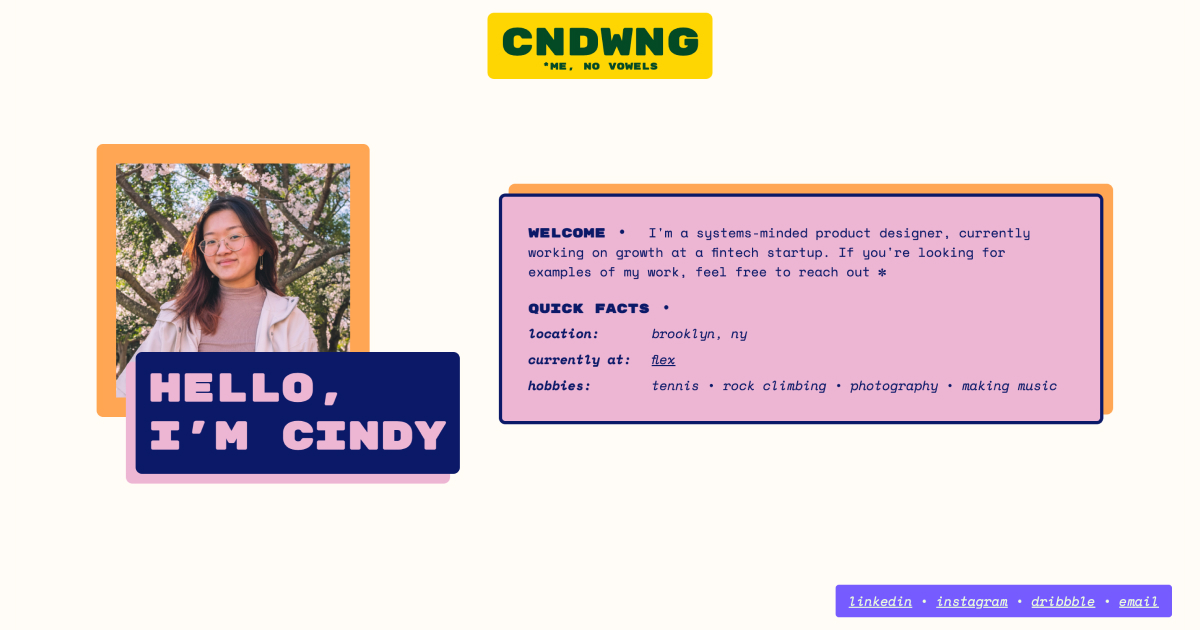 CNDWNG
*ME, NO VOWELS
HELLO,
I'M CINDY
WELCOME • I'm a systems-minded product designer, currently
working on growth at a fintech startup. If you're looking for
examples of my work, feel free to reach out ✻
QUICK FACTS •
location: brooklyn, ny
currently at: flex
hobbies: tennis • rock climbing • photography • making music
linkedin • instagram • dribbble • email